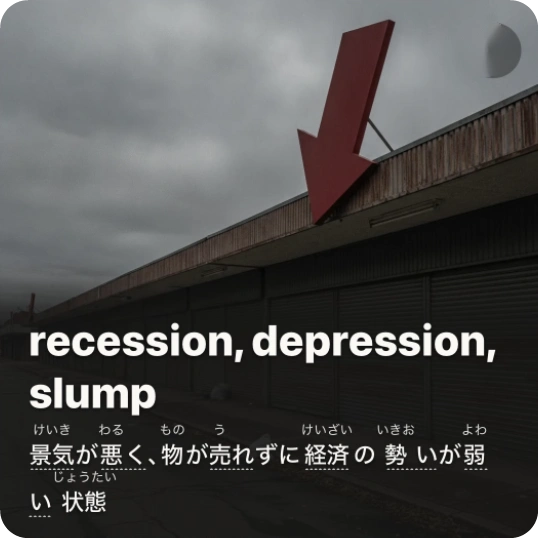 recession, depression,
slump
けいき わる もの う けいざい いきお よわ
景気が悪く、物が売れずに経済の勢いが弱
じょうたい
い状態